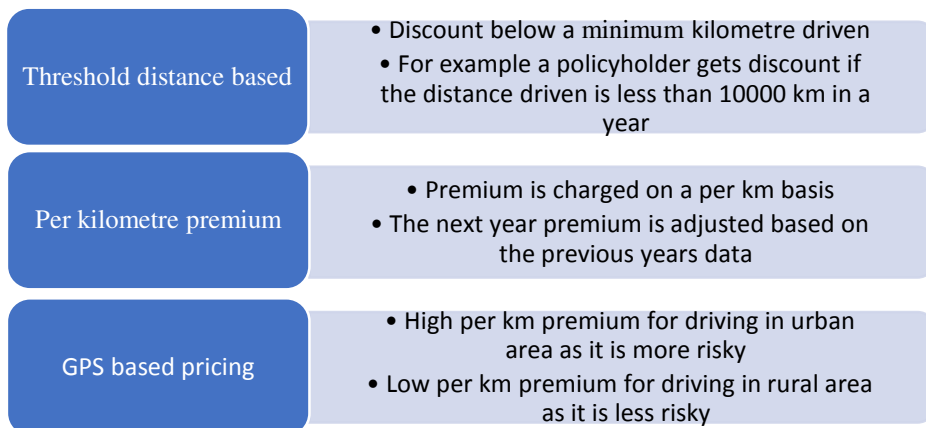 Threshold distance based
• Discount below a minimum kilometre driven
• For example a policyholder gets discount if
the distance driven is less than 10000 km in a
year
Per kilometre premium
• Premium is charged on a per km basis
• The next year premium is adjusted based on
the previous years data
GPS based pricing
• High per km premium for driving in urban
area as it is more risky
• Low per km premium for driving in rural area
as it is less risky